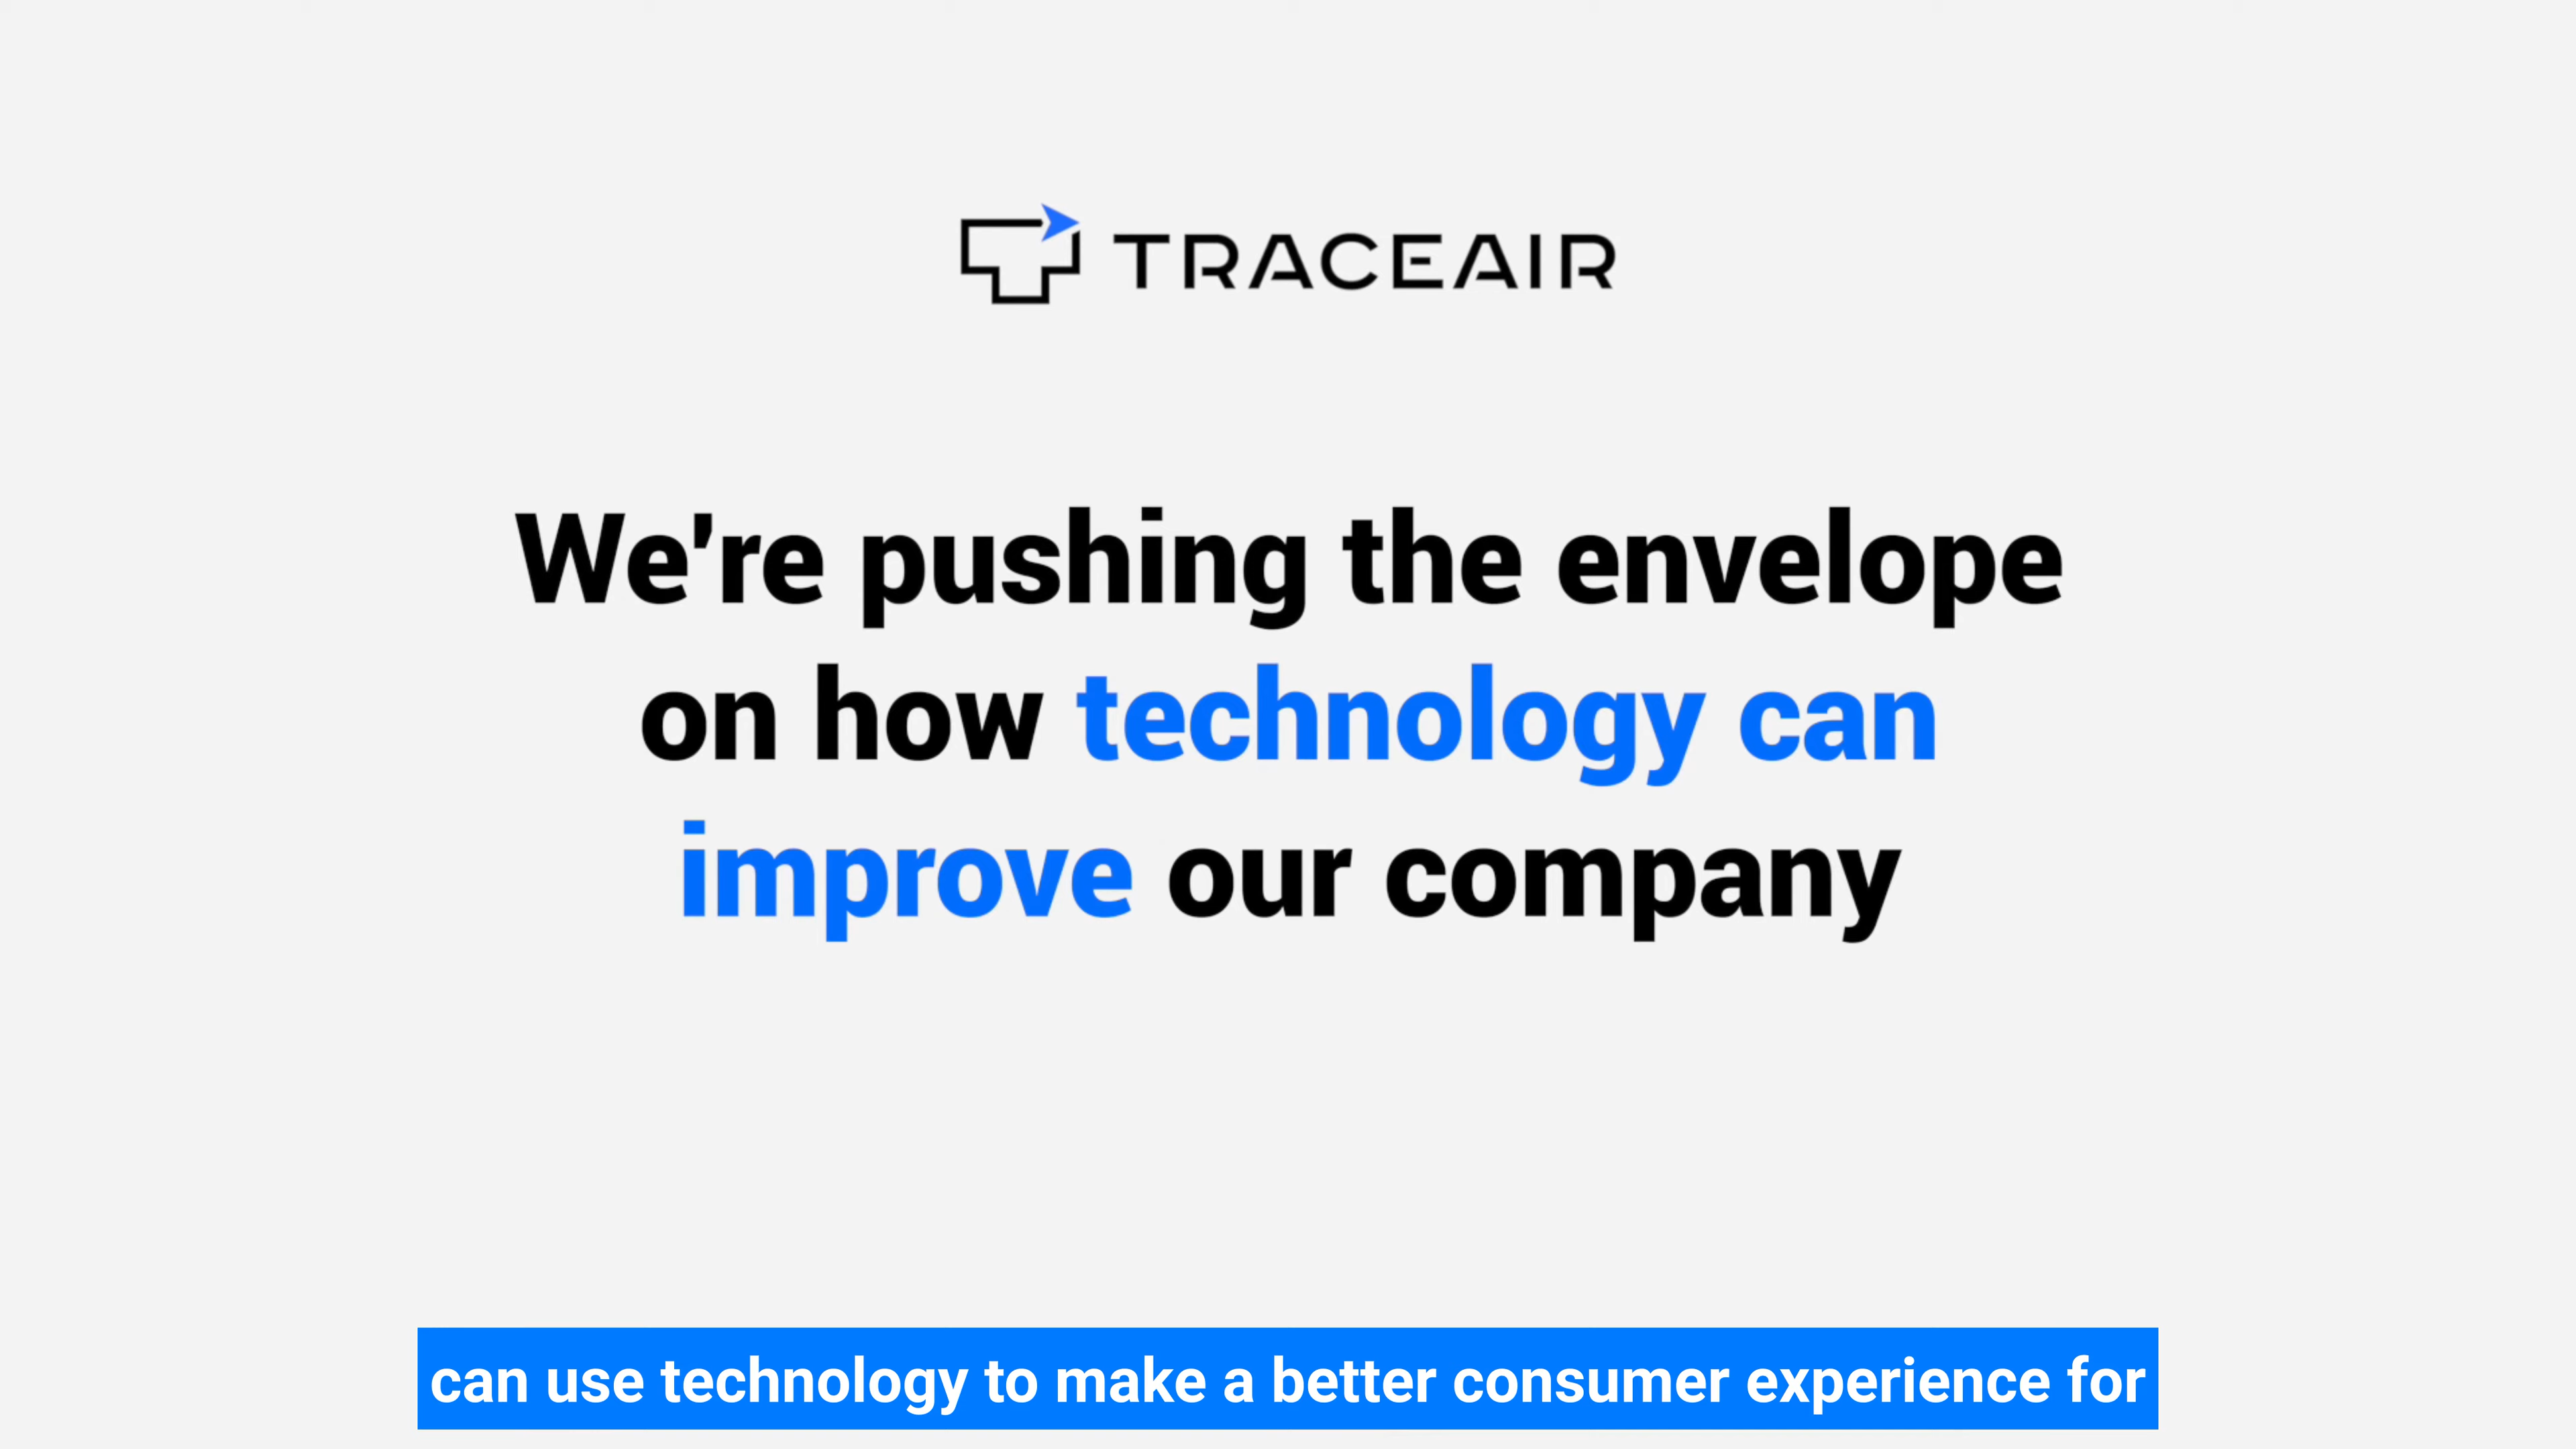 TRACEAIR
We're pushing the envelope
on how technology can
improve our company
can use technology to make a better consumer experience for